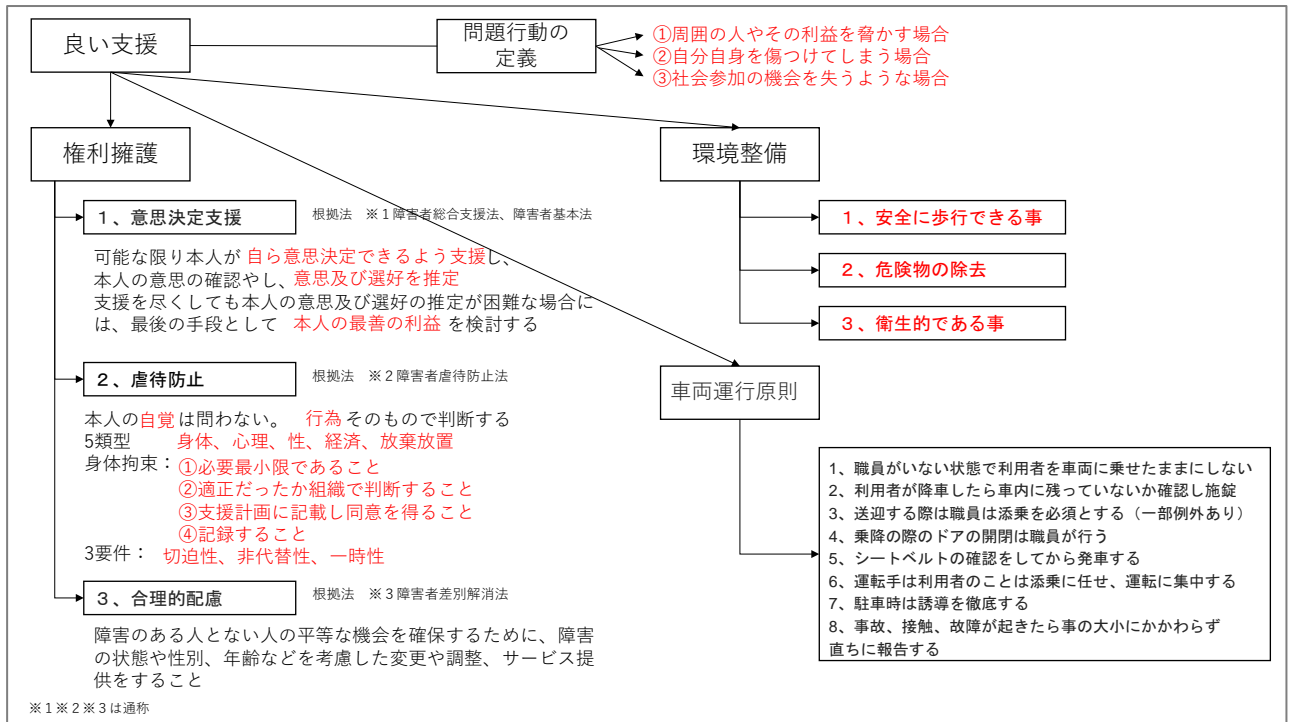 良い支援
問題行動の
定義
①周囲の人やその利益を脅かす場合
②自分自身を傷つけてしまう場合
③社会参加の機会を失うような場合
権利擁護
１、意思決定支援
根拠法　※１障害者総合支援法、障害者基本法
可能な限り本人が 自ら意思決定できるよう支援し、
本人の意思の確認やし、意思及び選好を推定
支援を尽くしても本人の意思及び選好の推定が困難な場合に
は、最後の手段として 本人の最善の利益 を検討する
２、虐待防止
根拠法　※２障害者虐待防止法
本人の自覚は問わない。 行為 そのもので判断する
5類型 身体、心理、性、経済、放棄放置
身体拘束： ①必要最小限であること
②適正だったか組織で判断すること
③支援計画に記載し同意を得ること
④記録すること
3要件： 切迫性、非代替性、一時性
３、合理的配慮
根拠法　※３障害者差別解消法
障害のある人とない人の平等な機会を確保するために、障害
の状態や性別、年齢などを考慮した変更や調整、サービス提
供をすること
※１※２※３は通称
環境整備
１、安全に歩行できる事
２、危険物の除去
３、衛生的である事
車両運行原則
1、職員がいない状態で利用者を車両に乗せたままにしない
2、利用者が降車したら車内に残っていないか確認し施錠
3、送迎する際は職員は添乗を必須とする（一部例外あり）
4、乗降の際のドアの開閉は職員が行う
5、シートベルトの確認をしてから発車する
6、運転手は利用者のことは添乗に任せ、運転に集中する
7、駐車時は誘導を徹底する
8、事故、接触、故障が起きたら事の大小にかかわらず
直ちに報告する